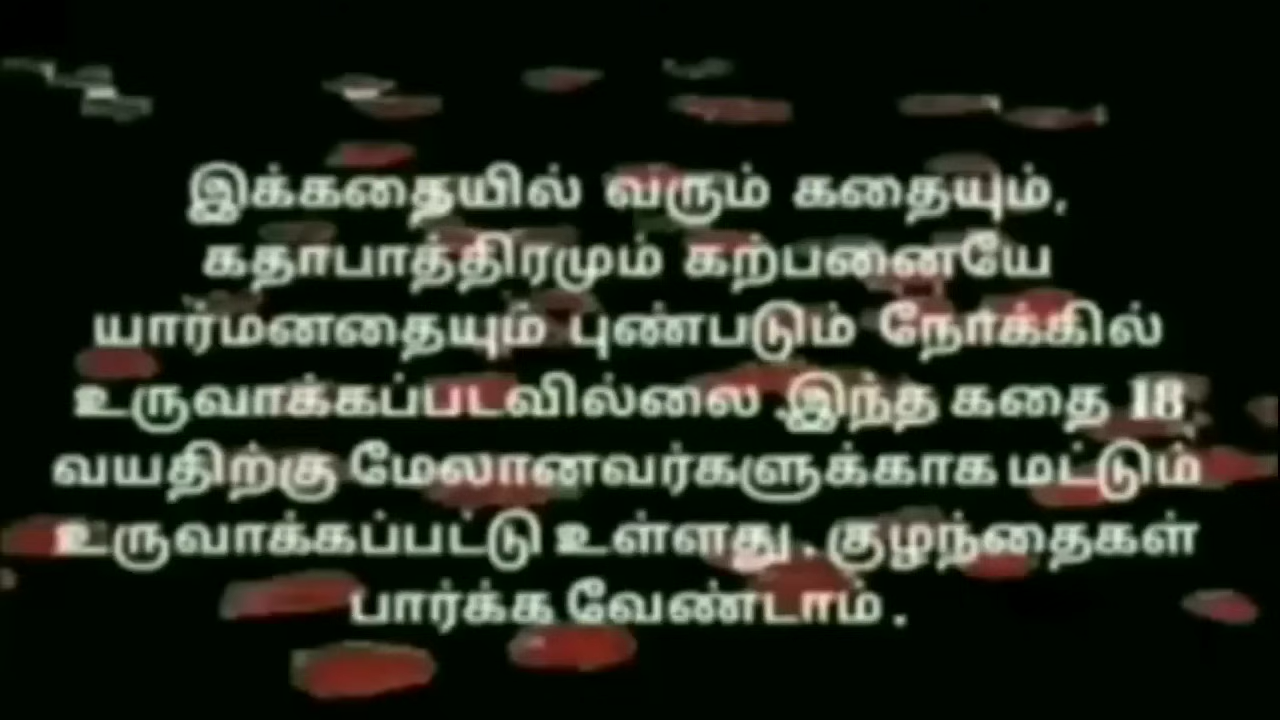 இக்கதையில் வரும் கதையும்,
கதாபாத்திரமும் கற்பனையே
யார்மனதையும் புண்படும் நோக்கில்
உருவாக்கப்படவில்லை .இந்த கதை 18
வயதிற்கு மேலானவர்களுக்காக மட்டும்
உருவாக்கப்பட்டு உள்ளது . குழந்தைகள்
பார்க்க வேண்டாம் .